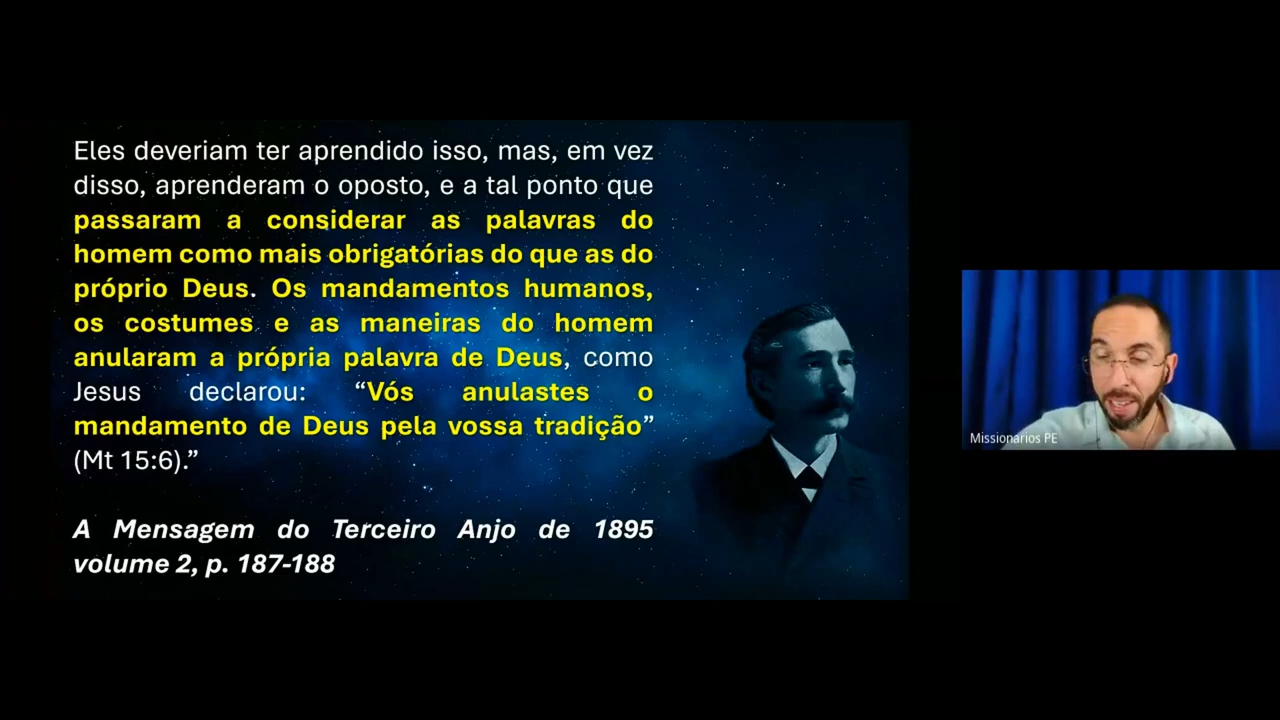 Eles deveriam ter aprendido isso, mas, em vez
disso, aprenderam o oposto, e a tal ponto que
passaram a considerar as palavras do
homem como mais obrigatórias do que as do
próprio Deus. Os mandamentos humanos,
os costumes e as maneiras do homem
anularam a própria palavra de Deus, como
Jesus declarou: “Vós anulastes o
mandamento de Deus pela vossa tradição”
(Mt 15:6).”
A Mensagem do Terceiro Anjo de 1895
volume 2, p. 187-188
Missionarios PE